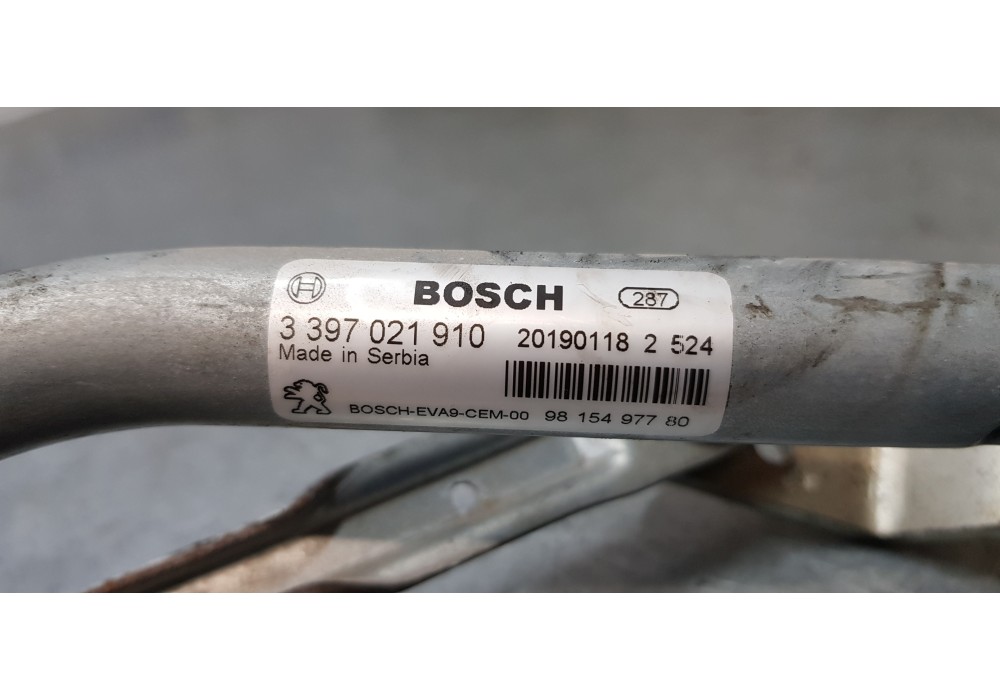 BOSCH 287
3 397 021 910 20190118 2 524
Made in Serbia
BOSCH-EVA9-CEM-00 98 154 977 80